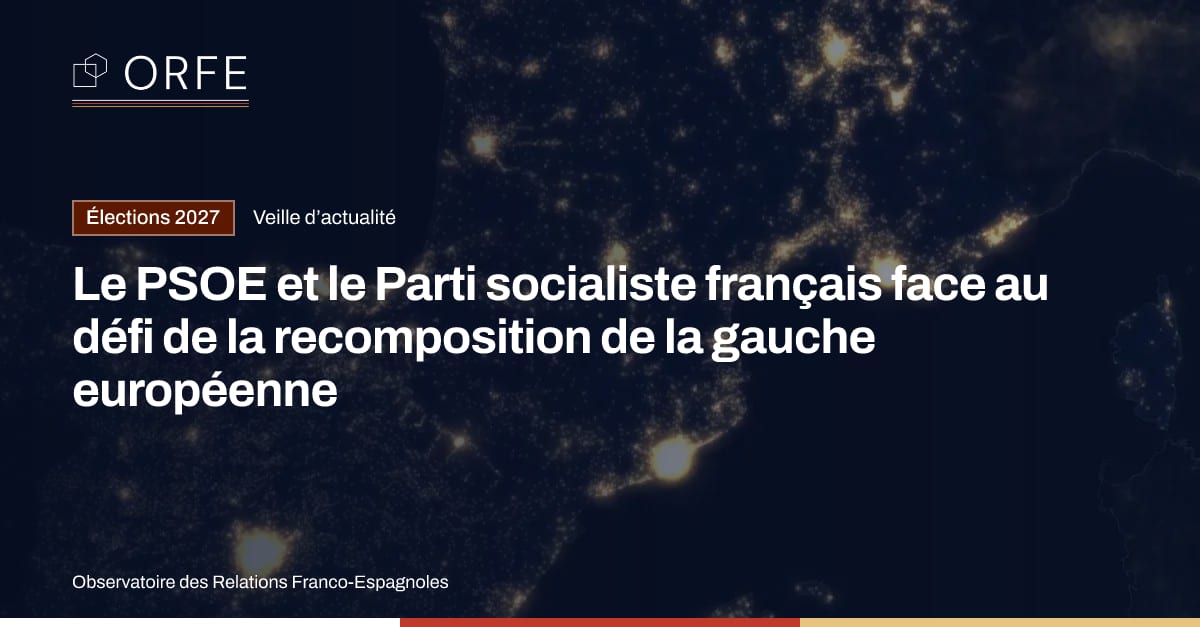 ORFE
Élections 2027 Veille d’actualité
Le PSOE et le Parti socialiste français face au
défi de la recomposition de la gauche
européenne
Observatoire des Relations Franco-Espagnoles